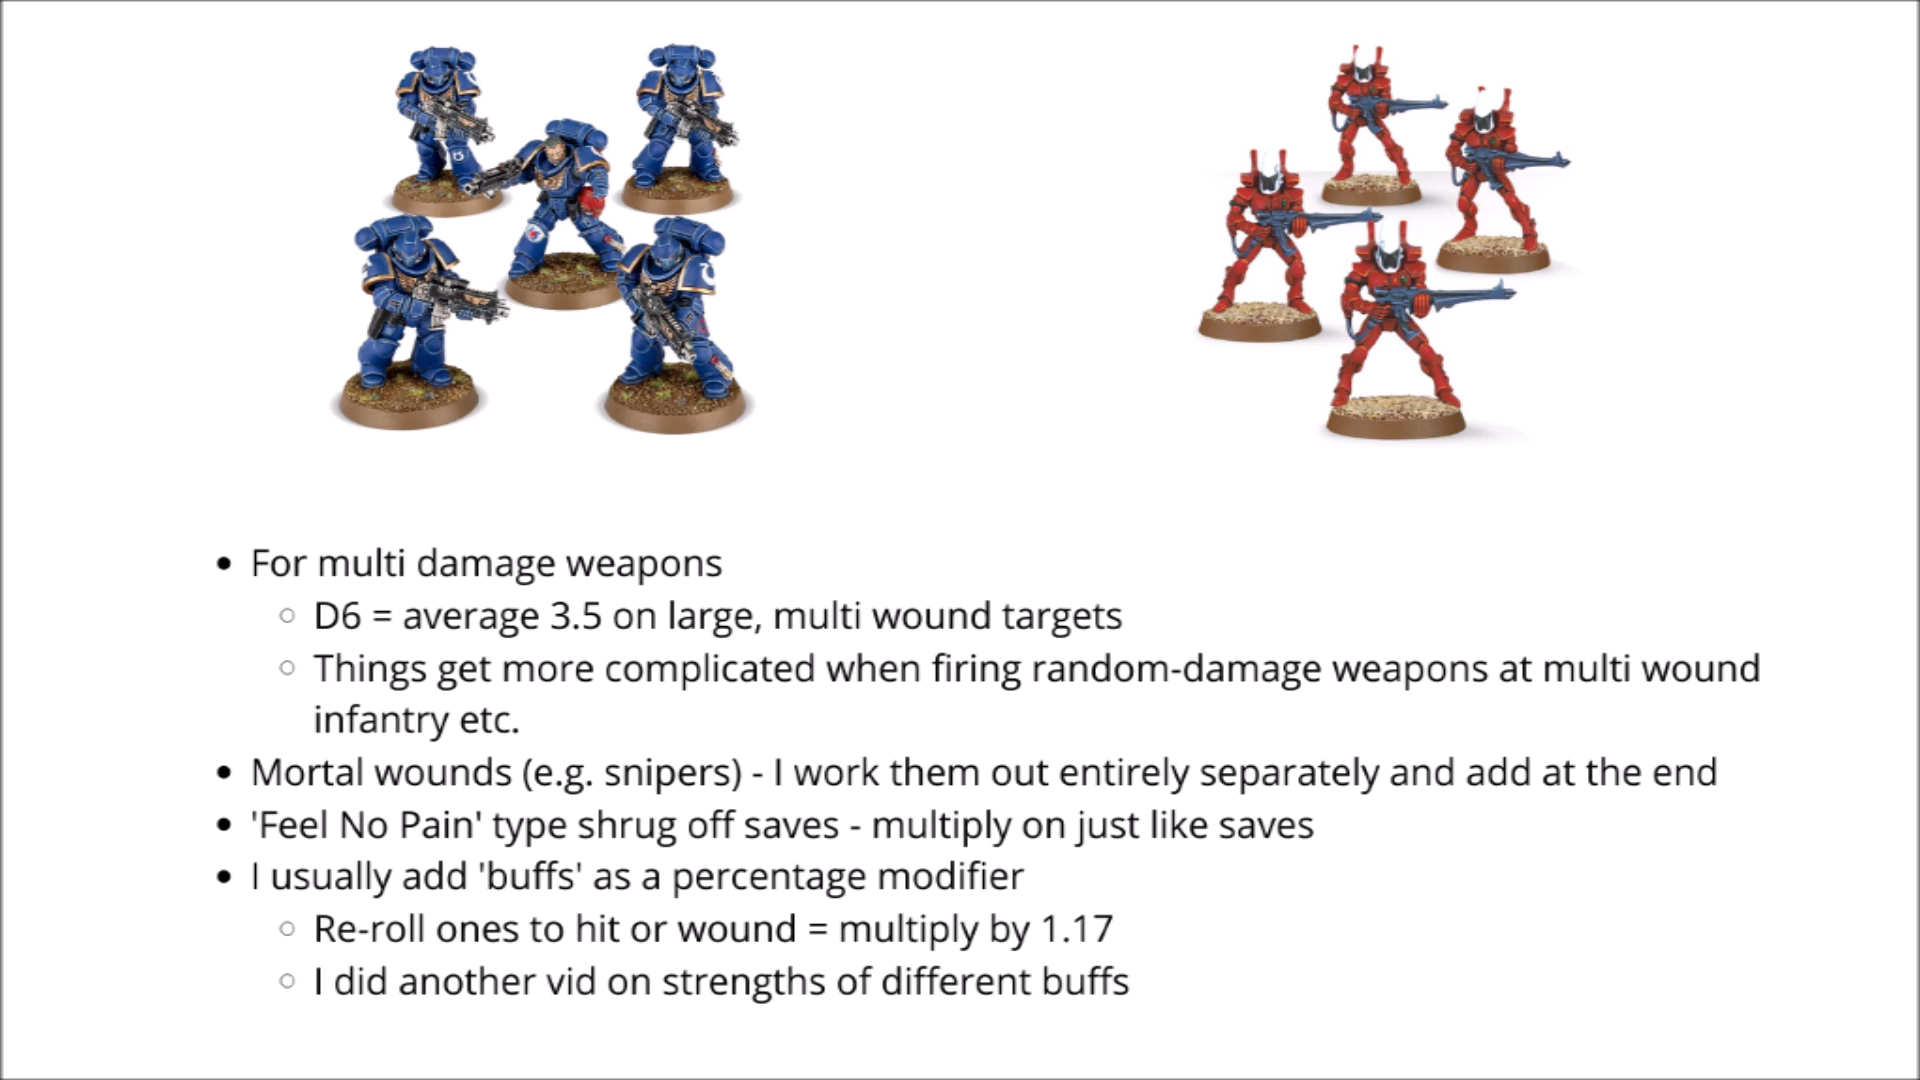 • For multi damage weapons
○ D6 = average 3.5 on large, multi wound targets
○ Things get more complicated when firing random-damage weapons at multi wound
infantry etc.
• Mortal wounds (e.g. snipers) - I work them out entirely separately and add at the end
• 'Feel No Pain' type shrug off saves - multiply on just like saves
• I usually add 'buffs' as a percentage modifier
○ Re-roll ones to hit or wound = multiply by 1.17
○ I did another vid on strengths of different buffs